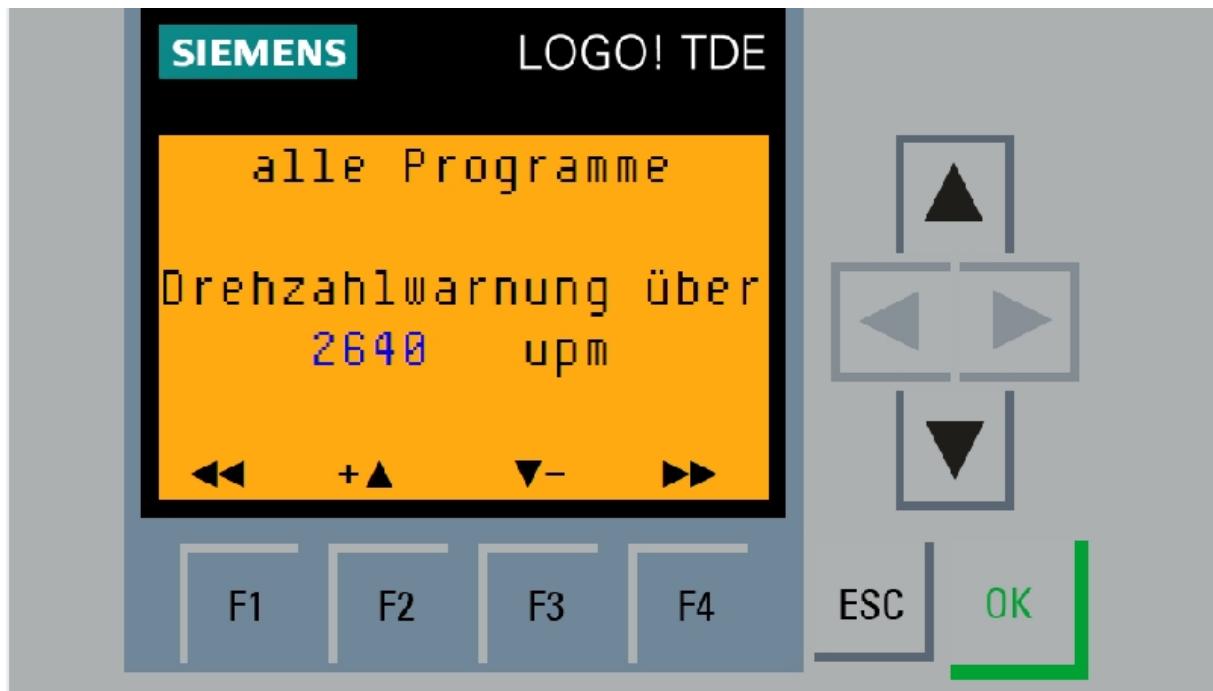 SIEMENS LOGO! TDE
alle Programme
Drehzahlwarnung über
2640 upm
◀◀ +▲ ▼- ▶▶
F1 F2 F3 F4 ESC OK